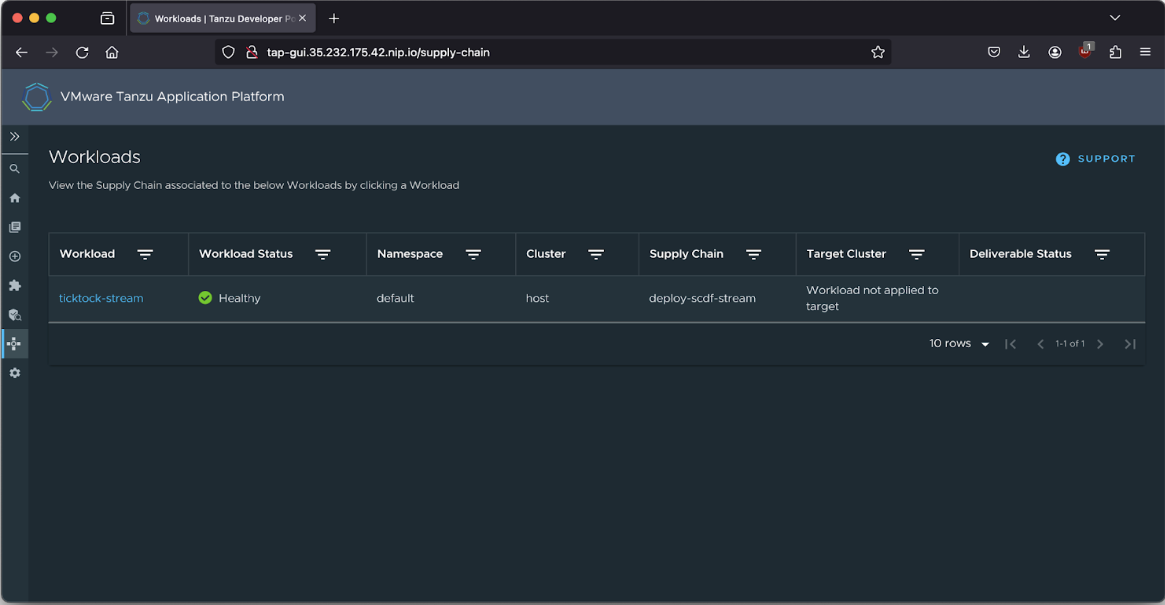 Workloads | Tanzu Developer Po
tap-gui.35.232.175.42.nip.io/supply-chain
1
VMware Tanzu Application Platform
Workloads
? SUPPORT
View the Supply Chain associated to the below Workloads by clicking a Workload
Workload Workload Status Namespace Cluster Supply Chain Target Cluster Deliverable Status
ticktock-stream Healthy default host deploy-scdf-stream Workload not applied to
target
10 rows 1-1 of 1